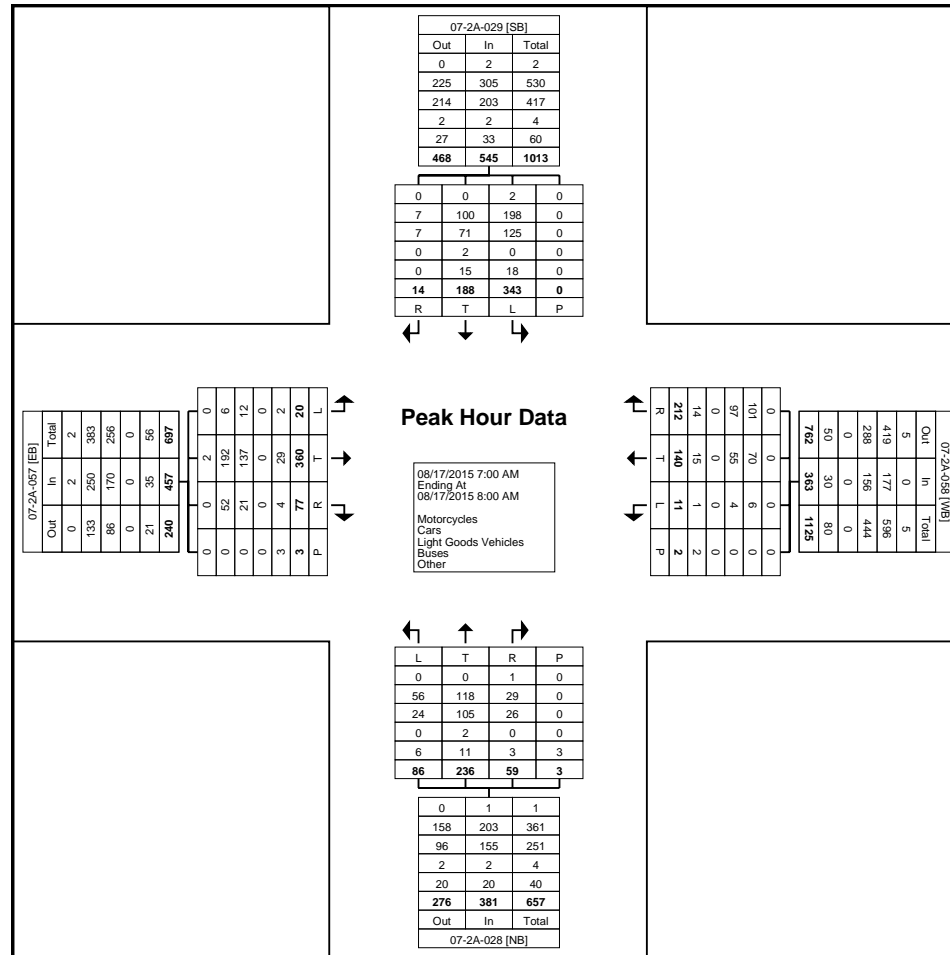 07-2A-029 [SB]
Out In Total
0 2 2
225 305 530
214 203 417
2 2 4
27 33 60
468 545 1013
0 0 2 0
7 100 198 0
7 71 125 0
0 2 0 0
0 15 18 0
14 188 343 0
R T L P
07-2A-057 [EB]
Total In Out
2 2 0
383 250 133
256 170 86
0 0 0
56 35 21
697 457 240
0 2 0 0
6 192 52 0
12 137 21 0
0 0 0 0
2 29 4 3
20 360 77 3
L T R P
Peak Hour Data
08/17/2015 7:00 AM
Ending At
08/17/2015 8:00 AM
Motorcycles
Cars
Light Goods Vehicles
Buses
Other
R T L P
212 140 11 2
14 15 1 2
0 0 0 0
97 55 4 0
101 70 6 0
0 0 0 0
762 363 1125
50 30 80
0 0 0
288 156 444
419 177 596
5 0 5
Out In Total
07-2A-058 [WB]
L T R P
0 0 1 0
56 118 29 0
24 105 26 0
0 2 0 0
6 11 3 3
86 236 59 3
0 1 1
158 203 361
96 155 251
2 2 4
20 20 40
276 381 657
Out In Total
07-2A-028 [NB]